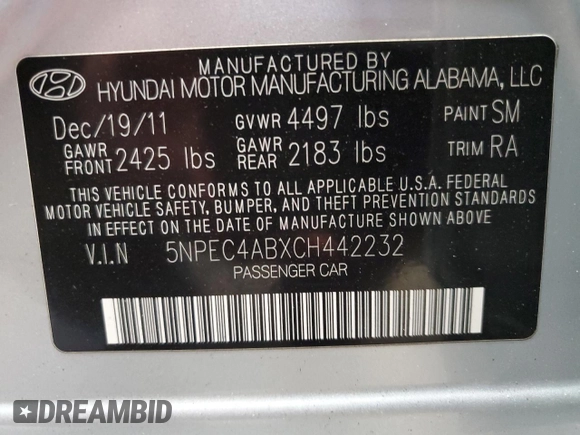 MANUFACTURED BY
HYUNDAI MOTOR MANUFACTURING ALABAMA, LLC
Dec/19/11 GVWR 4497 lbs PAINT SM
GAWR FRONT 2425 lbs GAWR REAR 2183 lbs TRIM RA
THIS VEHICLE CONFORMS TO ALL APPLICABLE U.S.A. FEDERAL
MOTOR VEHICLE SAFETY, BUMPER, AND THEFT PREVENTION STANDARDS
IN EFFECT ON THE DATE OF MANUFACTURE SHOWN ABOVE
V.I.N 5NPEC4ABXCH442232
PASSENGER CAR
DREAMBID